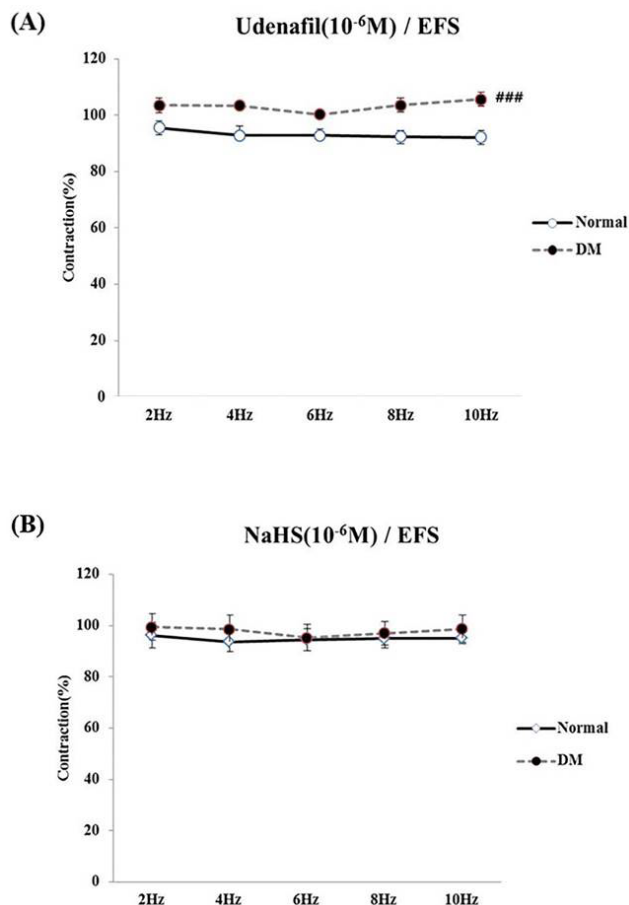 (A)
Udenafil(10⁻⁶M) / EFS
120
100
80
60
40
20
0
Contraction(%)
###
Normal
DM
2Hz 4Hz 6Hz 8Hz 10Hz
(B)
NaHS(10⁻⁶M) / EFS
120
100
80
60
40
20
0
Contraction(%)
Normal
DM
2Hz 4Hz 6Hz 8Hz 10Hz